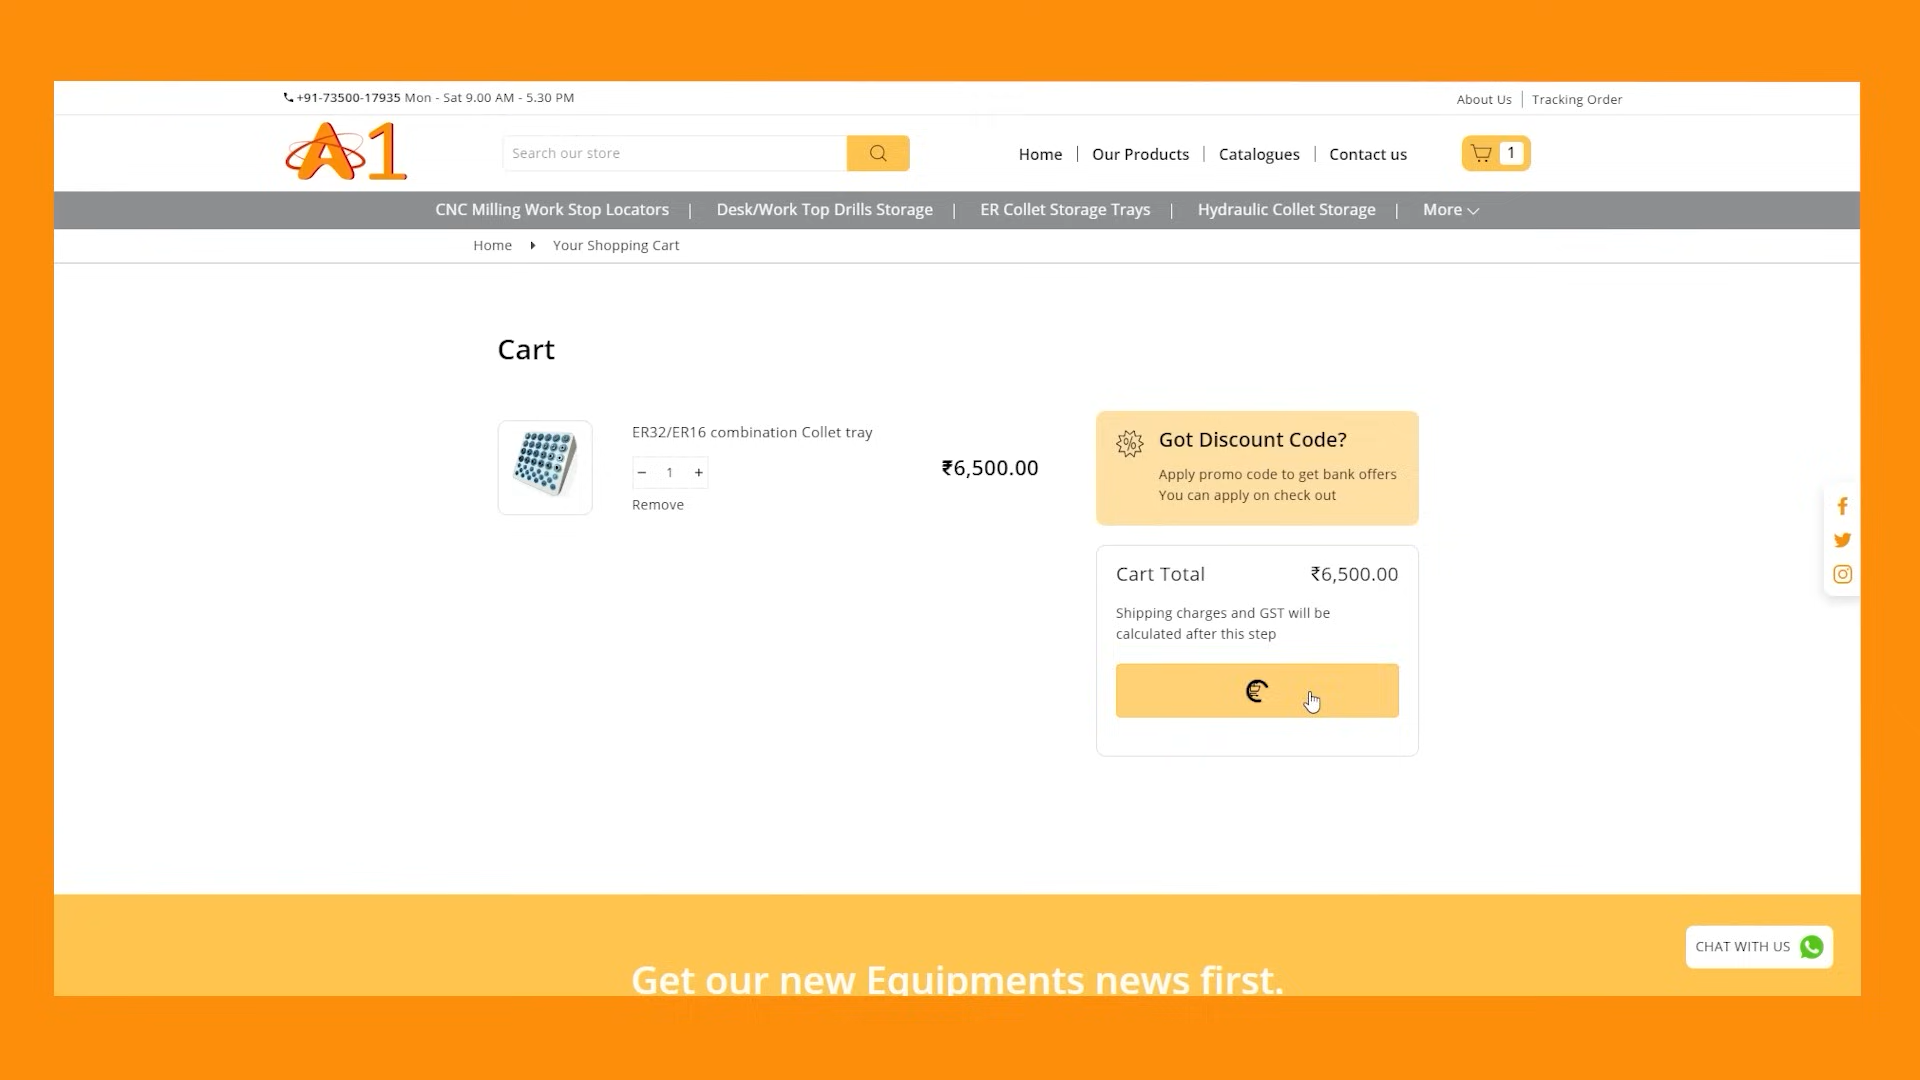 +91-73500-17935 Mon - Sat 9.00 AM - 5.30 PM
About Us | Tracking Order
A1
Search our store
Home | Our Products | Catalogues | Contact us
1
CNC Milling Work Stop Locators | Desk/Work Top Drills Storage | ER Collet Storage Trays | Hydraulic Collet Storage | More
Home Your Shopping Cart
Cart
ER32/ER16 combination Collet tray
− 1 +
Remove
₹6,500.00
Got Discount Code?
Apply promo code to get bank offers
You can apply on check out
Cart Total ₹6,500.00
Shipping charges and GST will be
calculated after this step
CHAT WITH US
Get our new Equipments news first.